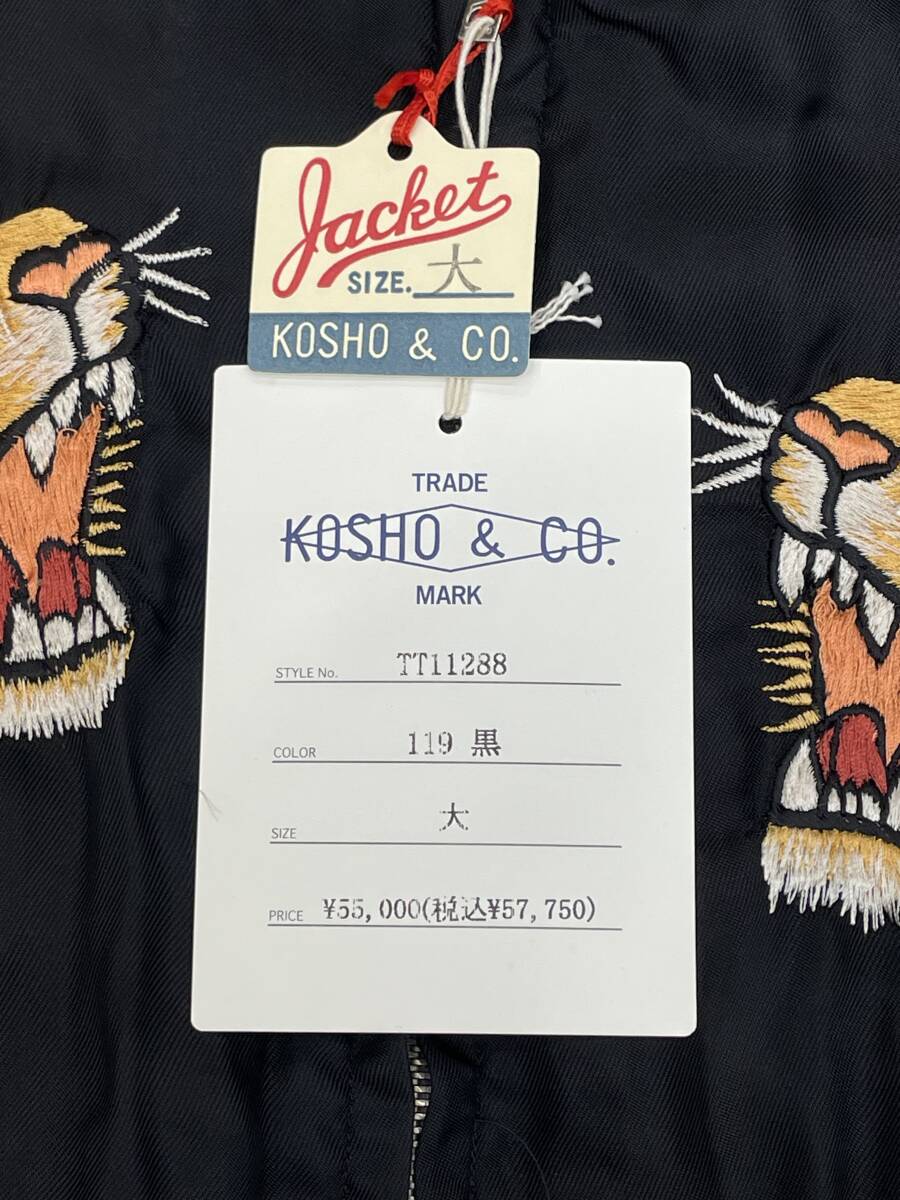 Jacket
SIZE. 大
KOSHO & CO.
TRADE
KOSHO & CO.
MARK
STYLE No. TT11288
COLOR 119 黒
SIZE 大
PRICE ¥55,000(税込¥57,750)